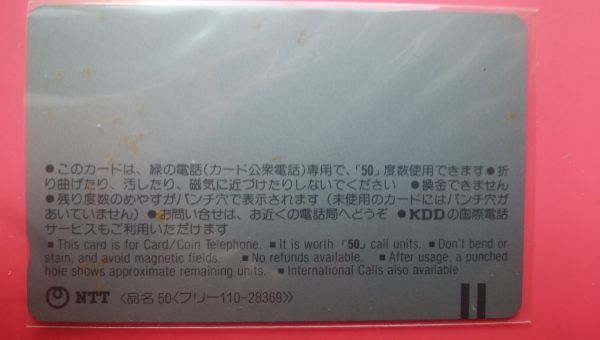 ●このカードは、緑の電話(カード公衆電話)専用で、「50」度数使用できます●折
り曲げたり、汚したり、磁気に近づけたりしないでください ●換金できません
●残り度数のめやすがパンチ穴で表示されます(未使用のカードにはパンチ穴が
あいていません) ●お問い合せは、お近くの電話局へどうぞ ●KDDの国際電話
サービスもご利用いただけます
■ This card is for Card/Coin Telephone. ■ It is worth 「50」 call units. ■ Don't bend or
stain, and avoid magnetic fields. ■ No refunds available. ■ After usage, a punched
hole shows approximate remaining units. ■ International Calls also available.
NTT 〈品名 50〈フリー110-28369〉〉